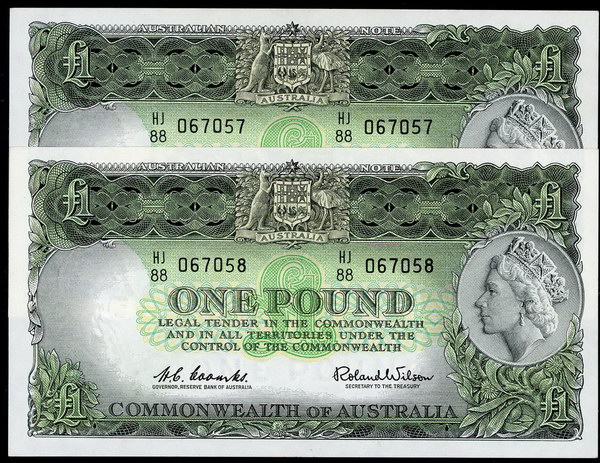 AUSTRALIAN NOTE
£1 £1
AUSTRALIA
HJ 88 067057 HJ 88 067057
AUSTRALIAN NOTE
£1 £1
AUSTRALIA
HJ 88 067058 HJ 88 067058
ONE POUND
LEGAL TENDER IN THE COMMONWEALTH
AND IN ALL TERRITORIES UNDER THE
CONTROL OF THE COMMONWEALTH
H.C. Coombs. Roland Wilson
GOVERNOR, RESERVE BANK OF AUSTRALIA SECRETARY TO THE TREASURY
£1 COMMONWEALTH OF AUSTRALIA £1